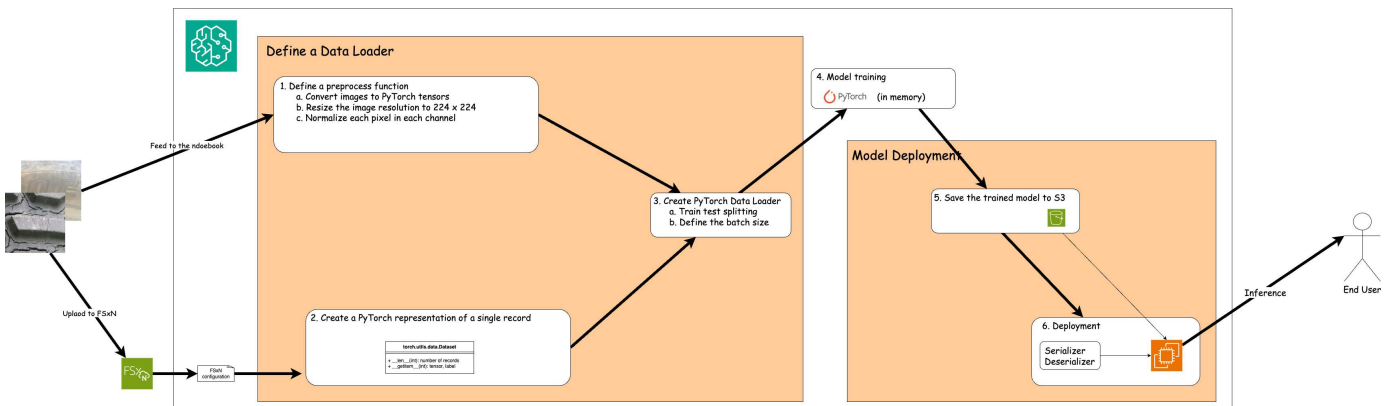 Define a Data Loader
1. Define a preprocess function
a. Convert images to PyTorch tensors
b. Resize the image resolution to 224 x 224
c. Normalize each pixel in each channel
Feed to the ndoebook
Uplaod to FSxN
FSx
N
FSxN
configuration
2. Create a PyTorch representation of a single record
torch.utils.data.Dataset
+ __len__(int): number of records
+ __getitem__(int): tensor, label
3. Create PyTorch Data Loader
a. Train test splitting
b. Define the batch size
4. Model training
PyTorch (in memory)
Model Deployment
5. Save the trained model to S3
6. Deployment
Serializer
Deserializer
Inference
End User